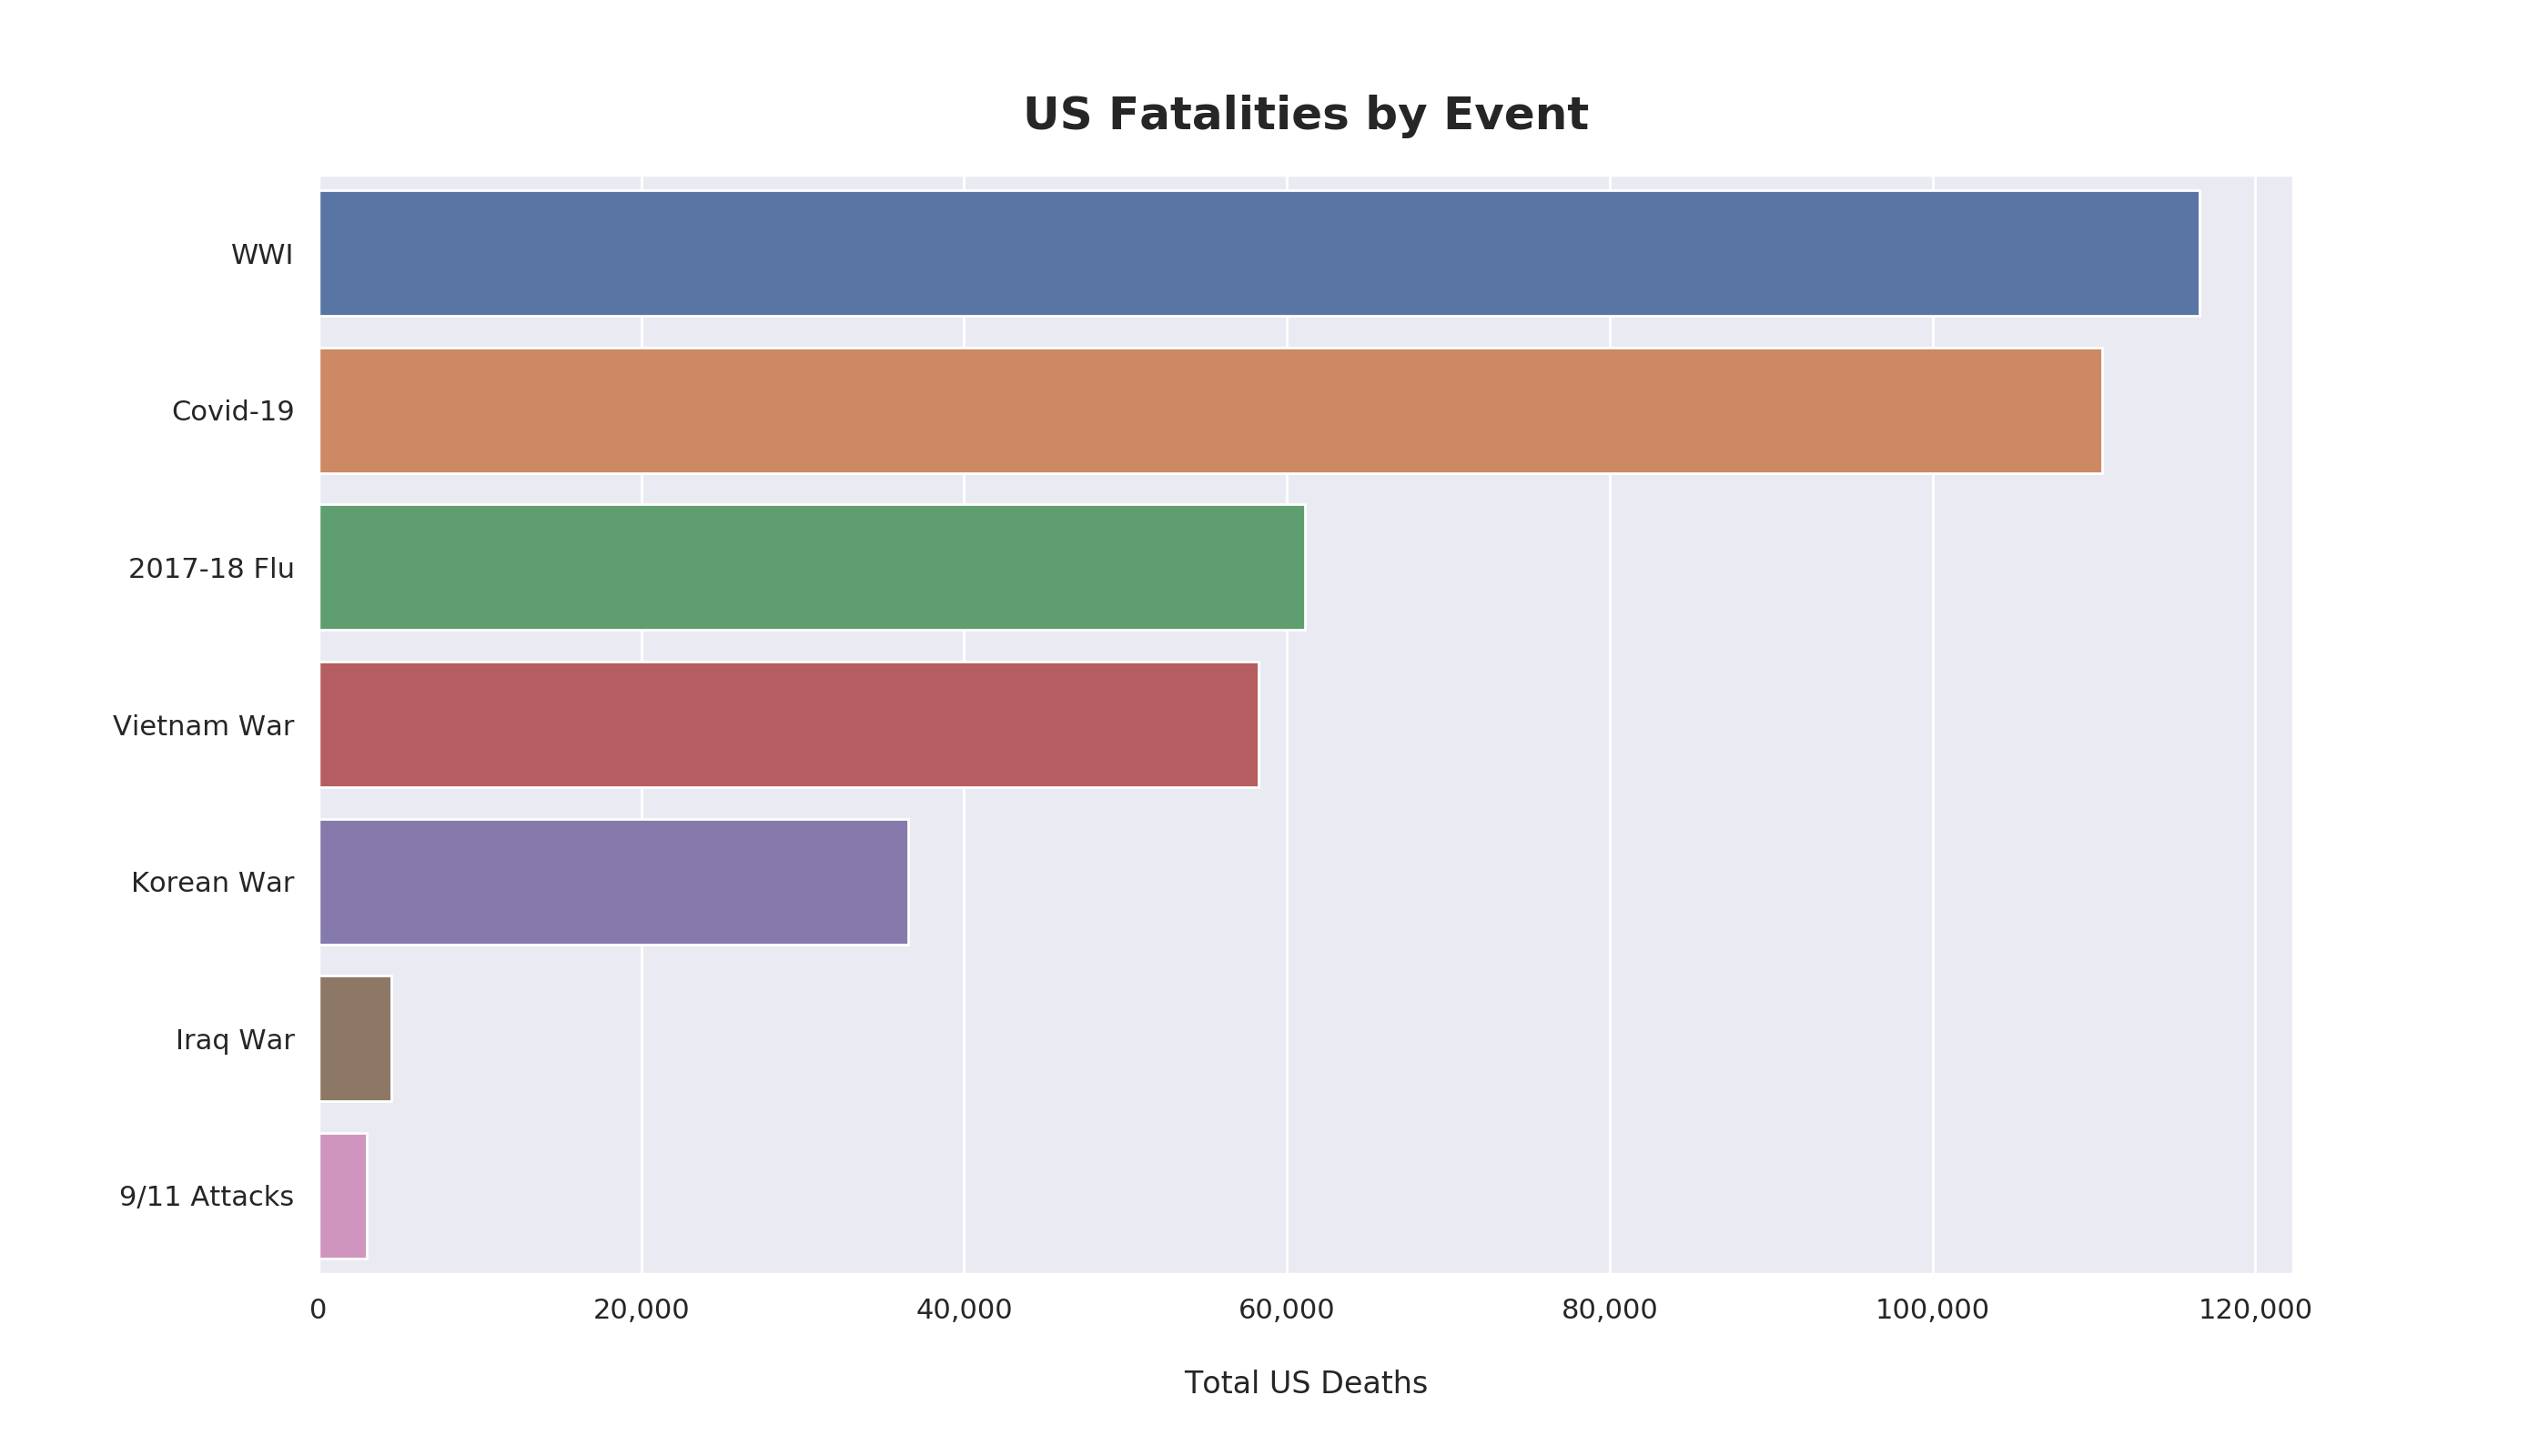 US Fatalities by Event
WWI
Covid-19
2017-18 Flu
Vietnam War
Korean War
Iraq War
9/11 Attacks
0 20,000 40,000 60,000 80,000 100,000 120,000
Total US Deaths